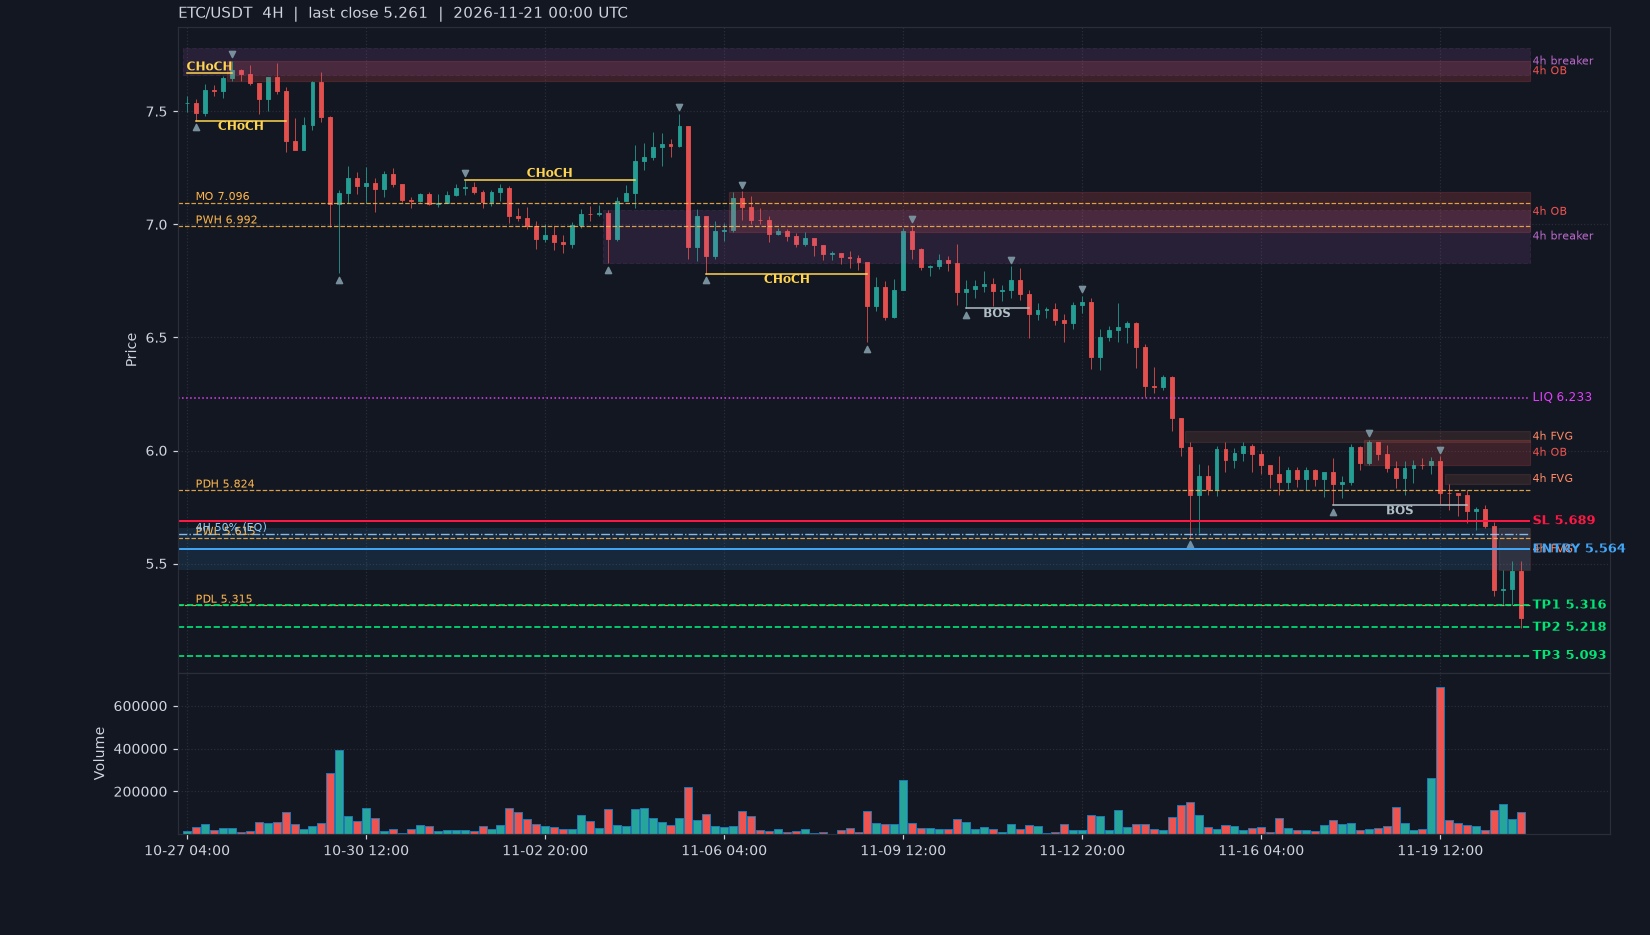 ETC/USDT 4H | last close 5.261 | 2026-11-21 00:00 UTC
4h breaker
4h OB
CHoCH
CHoCH
7.5
CHoCH
MO 7.096
PWH 6.992
7.0
4h OB
4h breaker
CHoCH
BOS
6.5
Price
LIQ 6.233
6.0
4h FVG
4h OB
4h FVG
PDH 5.824
BOS
SL 5.689
4H 50% (EQ)
PWL 5.615
ENTRY 5.564
5.5
PDL 5.315
TP1 5.316
TP2 5.218
TP3 5.093
600000
400000
200000
Volume
10-27 04:00
10-30 12:00
11-02 20:00
11-06 04:00
11-09 12:00
11-12 20:00
11-16 04:00
11-19 12:00